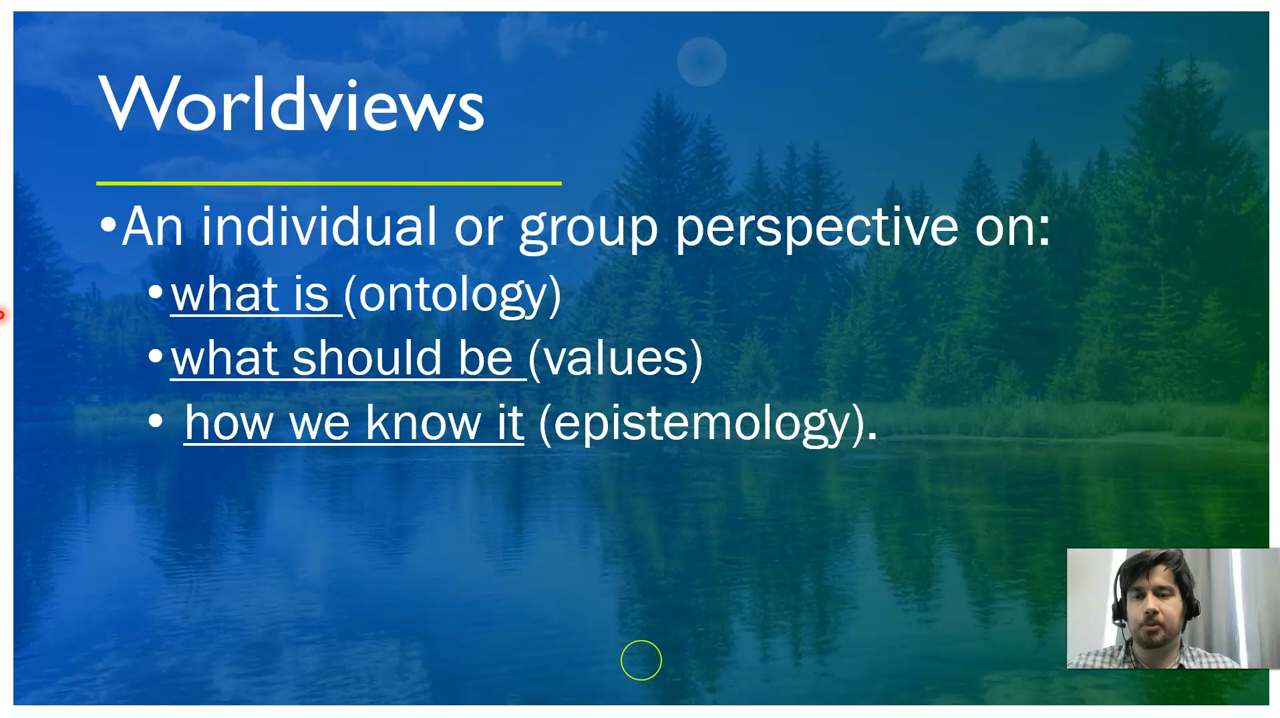 Worldviews
•An individual or group perspective on:
•what is (ontology)
•what should be (values)
• how we know it (epistemology).